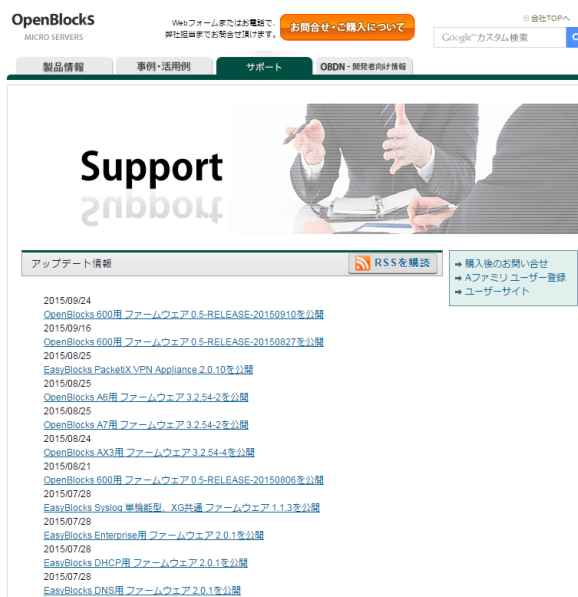 OpenBlockS
MICRO SERVERS
Webフォームまたはお電話で、
弊社担当までお問合せ頂けます。
お問合せ・ご購入について
会社TOPへ
Google カスタム検索
製品情報
事例・活用例
サポート
OBDN - 開発者向け情報
Support
アップデート情報
RSSを購読
➡ 購入後のお問い合せ
➡ Aファミリ ユーザー登録
➡ ユーザーサイト
2015/09/24
OpenBlocks 600用 ファームウェア 0.5-RELEASE-20150910を公開
2015/09/16
OpenBlocks 600用 ファームウェア 0.5-RELEASE-20150827を公開
2015/08/25
EasyBlocks PacketiX VPN Appliance 2.0.10を公開
2015/08/25
OpenBlocks A6用 ファームウェア 3.2.54-2を公開
2015/08/25
OpenBlocks A7用 ファームウェア 3.2.54-2を公開
2015/08/24
OpenBlocks AX3用 ファームウェア 3.2.54-4を公開
2015/08/21
OpenBlocks 600用 ファームウェア 0.5-RELEASE-20150806を公開
2015/07/28
EasyBlocks Syslog 単機能型、XG共通 ファームウェア 1.1.3を公開
2015/07/28
EasyBlocks Enterprise用 ファームウェア 2.0.1を公開
2015/07/28
EasyBlocks DHCP用 ファームウェア 2.0.1を公開
2015/07/28
EasyBlocks DNS用 ファームウェア 2.0.1を公開